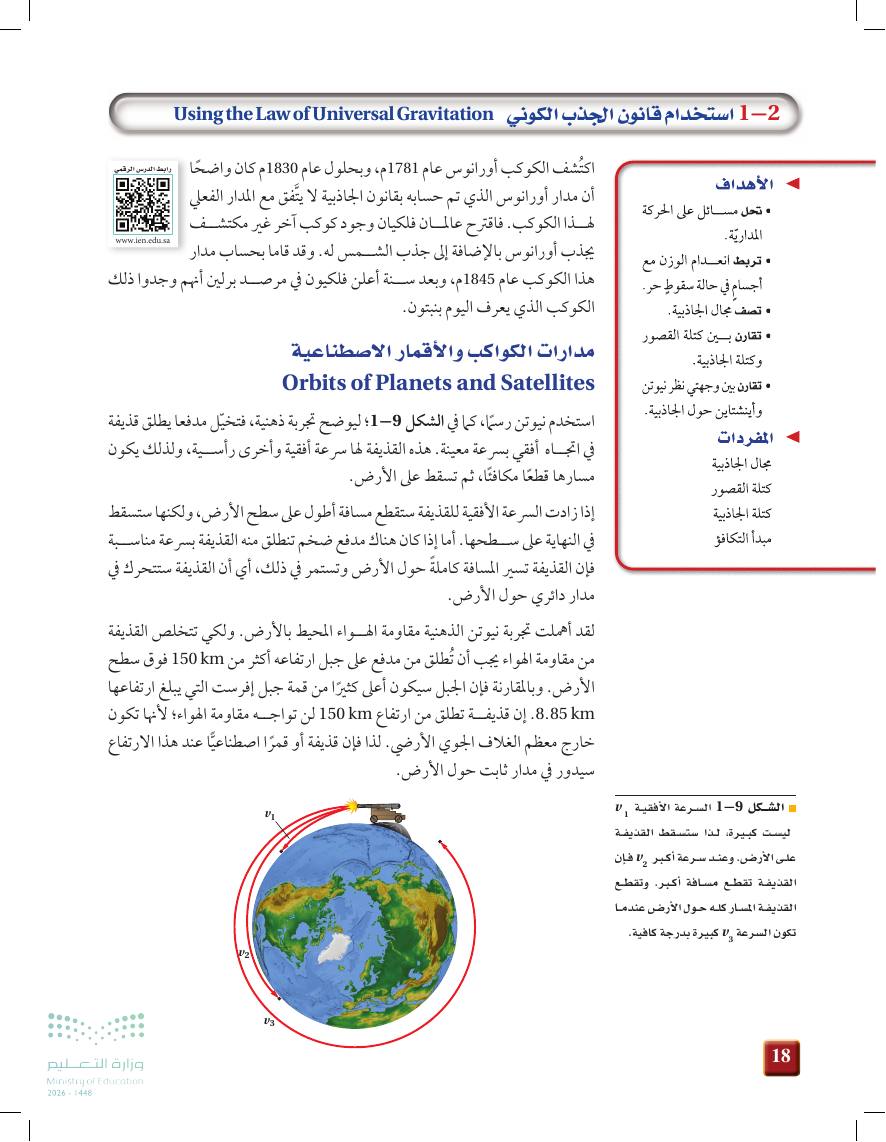 1–2 استخدام قانون الجذب الكوني Using the Law of Universal Gravitation
الأهداف
• تحل مسائل على الحركة
المداريّة.
• تربط انعدام الوزن مع
أجسامٍ في حالة سقوطٍ حر.
• تصف مجال الجاذبية.
• تقارن بين كتلة القصور
وكتلة الجاذبية.
• تقارن بين وجهتي نظر نيوتن
وأينشتاين حول الجاذبية.
المفردات
مجال الجاذبية
كتلة القصور
كتلة الجاذبية
مبدأ التكافؤ
رابط الدرس الرقمي
www.ien.edu.sa
اكتُشف الكوكب أورانوس عام 1781م، وبحلول عام 1830م كان واضحًا
أن مدار أورانوس الذي تم حسابه بقانون الجاذبية لا يتَّفق مع المدار الفعلي
لهذا الكوكب. فاقترح عالمان فلكيان وجود كوكب آخر غير مكتشف
يجذب أورانوس بالإضافة إلى جذب الشمس له. وقد قاما بحساب مدار
هذا الكوكب عام 1845م، وبعد سنة أعلن فلكيون في مرصد برلين أنهم وجدوا ذلك
الكوكب الذي يعرف اليوم بنبتون.
مدارات الكواكب والأقمار الاصطناعية
Orbits of Planets and Satellites
استخدم نيوتن رسمًا، كما في الشكل 9–1؛ ليوضح تجربة ذهنية، فتخيّل مدفعا يطلق قذيفة
في اتجاه أفقي بسرعة معينة. هذه القذيفة لها سرعة أفقية وأخرى رأسية، ولذلك يكون
مسارها قطعًا مكافئًا، ثم تسقط على الأرض.
إذا زادت السرعة الأفقية للقذيفة ستقطع مسافة أطول على سطح الأرض، ولكنها ستسقط
في النهاية على سطحها. أما إذا كان هناك مدفع ضخم تنطلق منه القذيفة بسرعة مناسبة
فإن القذيفة تسير المسافة كاملةً حول الأرض وتستمر في ذلك، أي أن القذيفة ستتحرك في
مدار دائري حول الأرض.
لقد أهملت تجربة نيوتن الذهنية مقاومة الهواء المحيط بالأرض. ولكي تتخلص القذيفة
من مقاومة الهواء يجب أن تُطلق من مدفع على جبل ارتفاعه أكثر من 150 km فوق سطح
الأرض. وبالمقارنة فإن الجبل سيكون أعلى كثيرًا من قمة جبل إفرست التي يبلغ ارتفاعها
8.85 km. إن قذيفة تطلق من ارتفاع 150 km لن تواجه مقاومة الهواء؛ لأنها تكون
خارج معظم الغلاف الجوي الأرضي. لذا فإن قذيفة أو قمرًا اصطناعيًّا عند هذا الارتفاع
سيدور في مدار ثابت حول الأرض.
الشكل 9–1 السرعة الأفقية v1
ليست كبيرة، لذا ستسقط القذيفة
على الأرض. وعند سرعة أكبر v2 فإن
القذيفة تقطع مسافة أكبر. وتقطع
القذيفة المسار كله حول الأرض عندما
تكون السرعة v3 كبيرة بدرجة كافية.
v1
v2
v3
وزارة التعليم
Ministry of Education
2026 - 1448
18